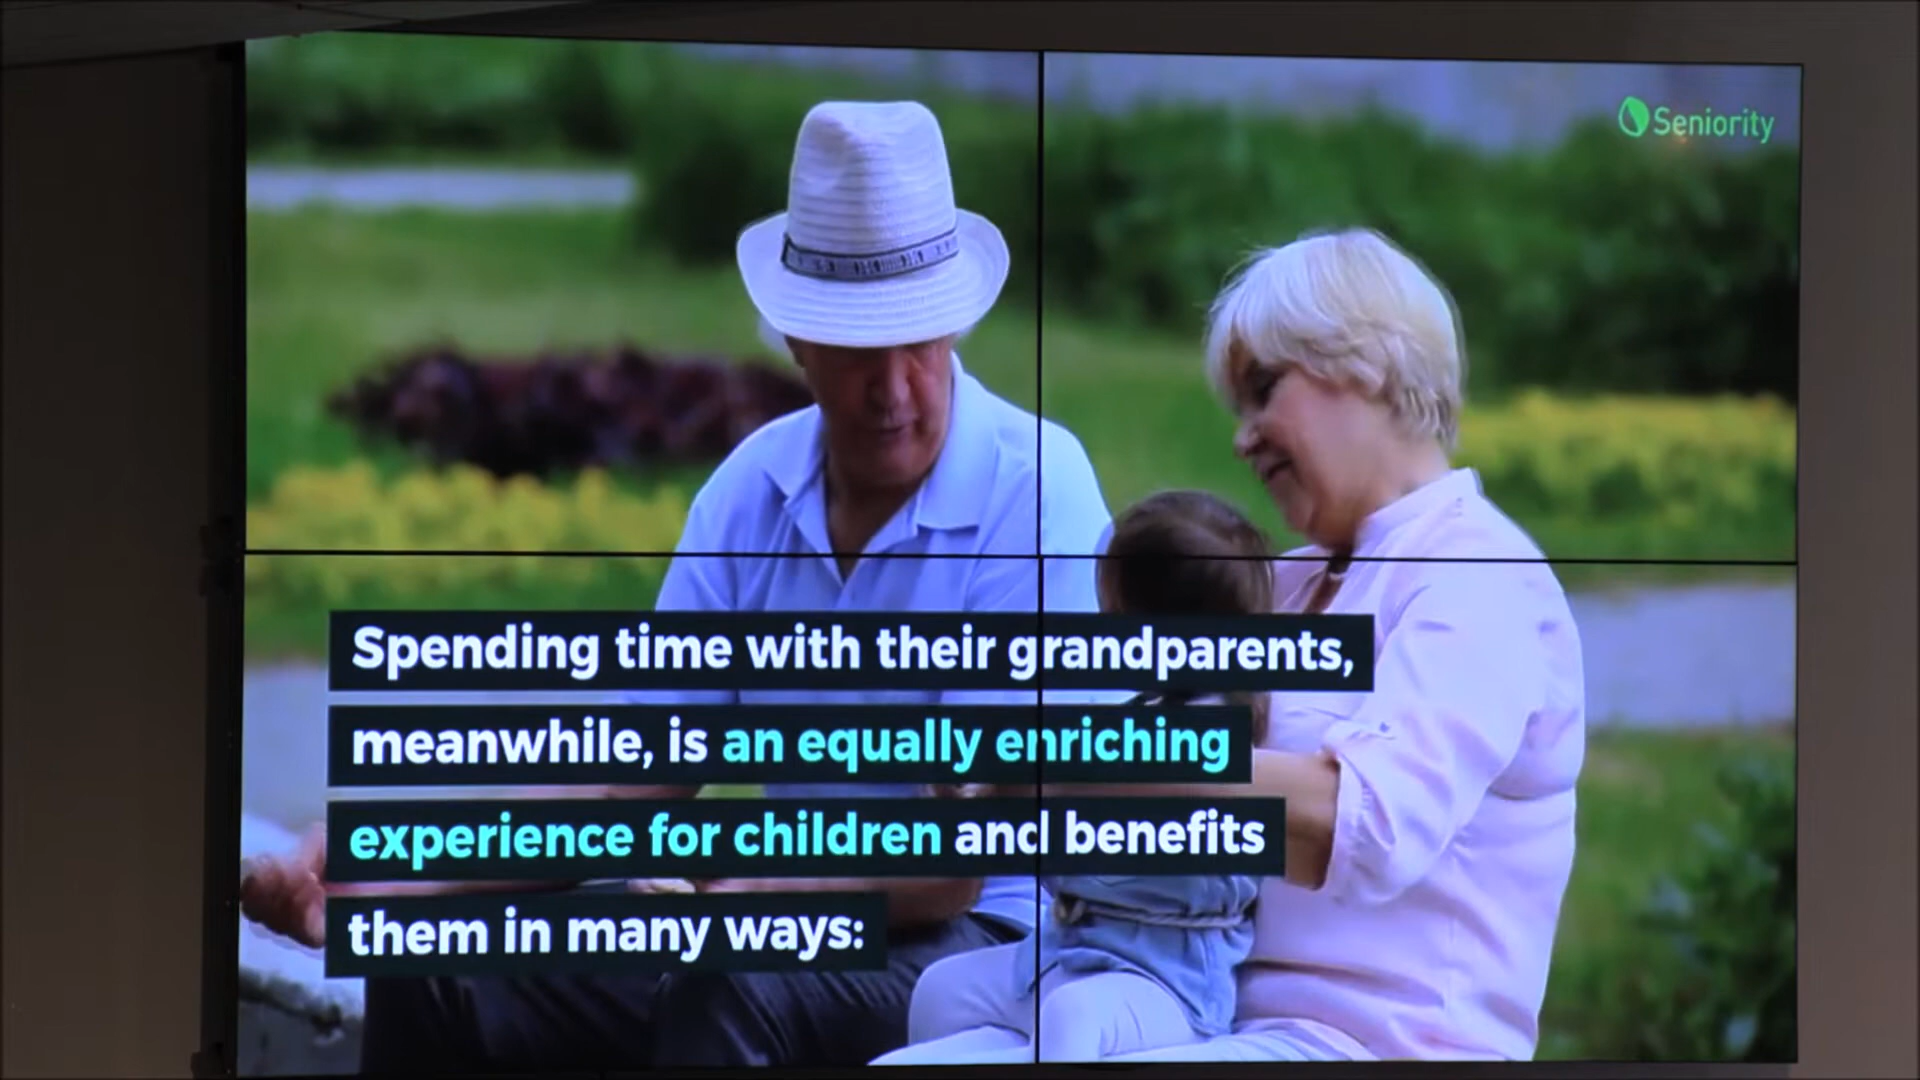 Seniority
Spending time with their grandparents,
meanwhile, is an equally enriching
experience for children and benefits
them in many ways: